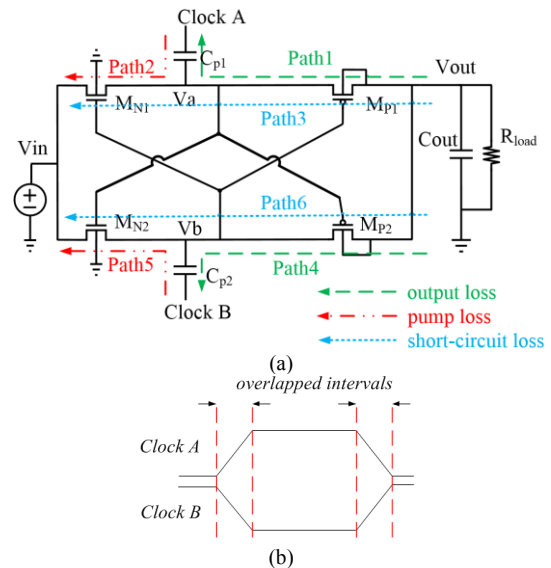 Clock A
Path2
Cp1
Path1
Vout
MN1
Va
MP1
Path3
Vin
Cout
Rload
Path6
MN2
Vb
MP2
Path5
Cp2
Path4
Clock B
output loss
pump loss
short-circuit loss
(a)
overlapped intervals
Clock A
Clock B
(b)